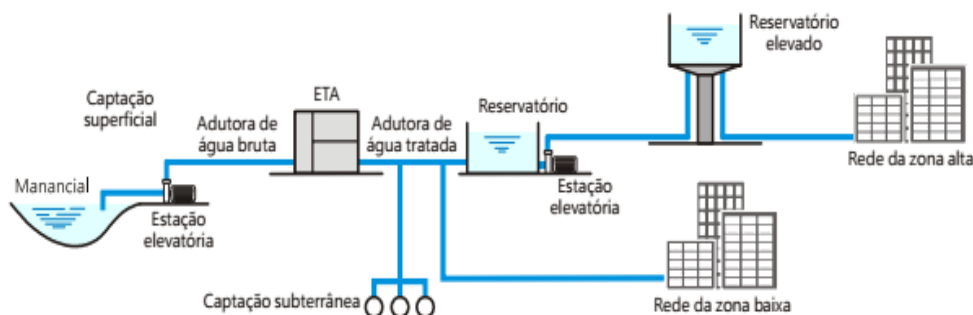 Reservatório
elevado
Captação
superficial
ETA
Reservatório
Adutora de
água bruta
Adutora de
água tratada
Rede da zona alta
Manancial
Estação
elevatória
Estação
elevatória
Captação subterrânea
Rede da zona baixa